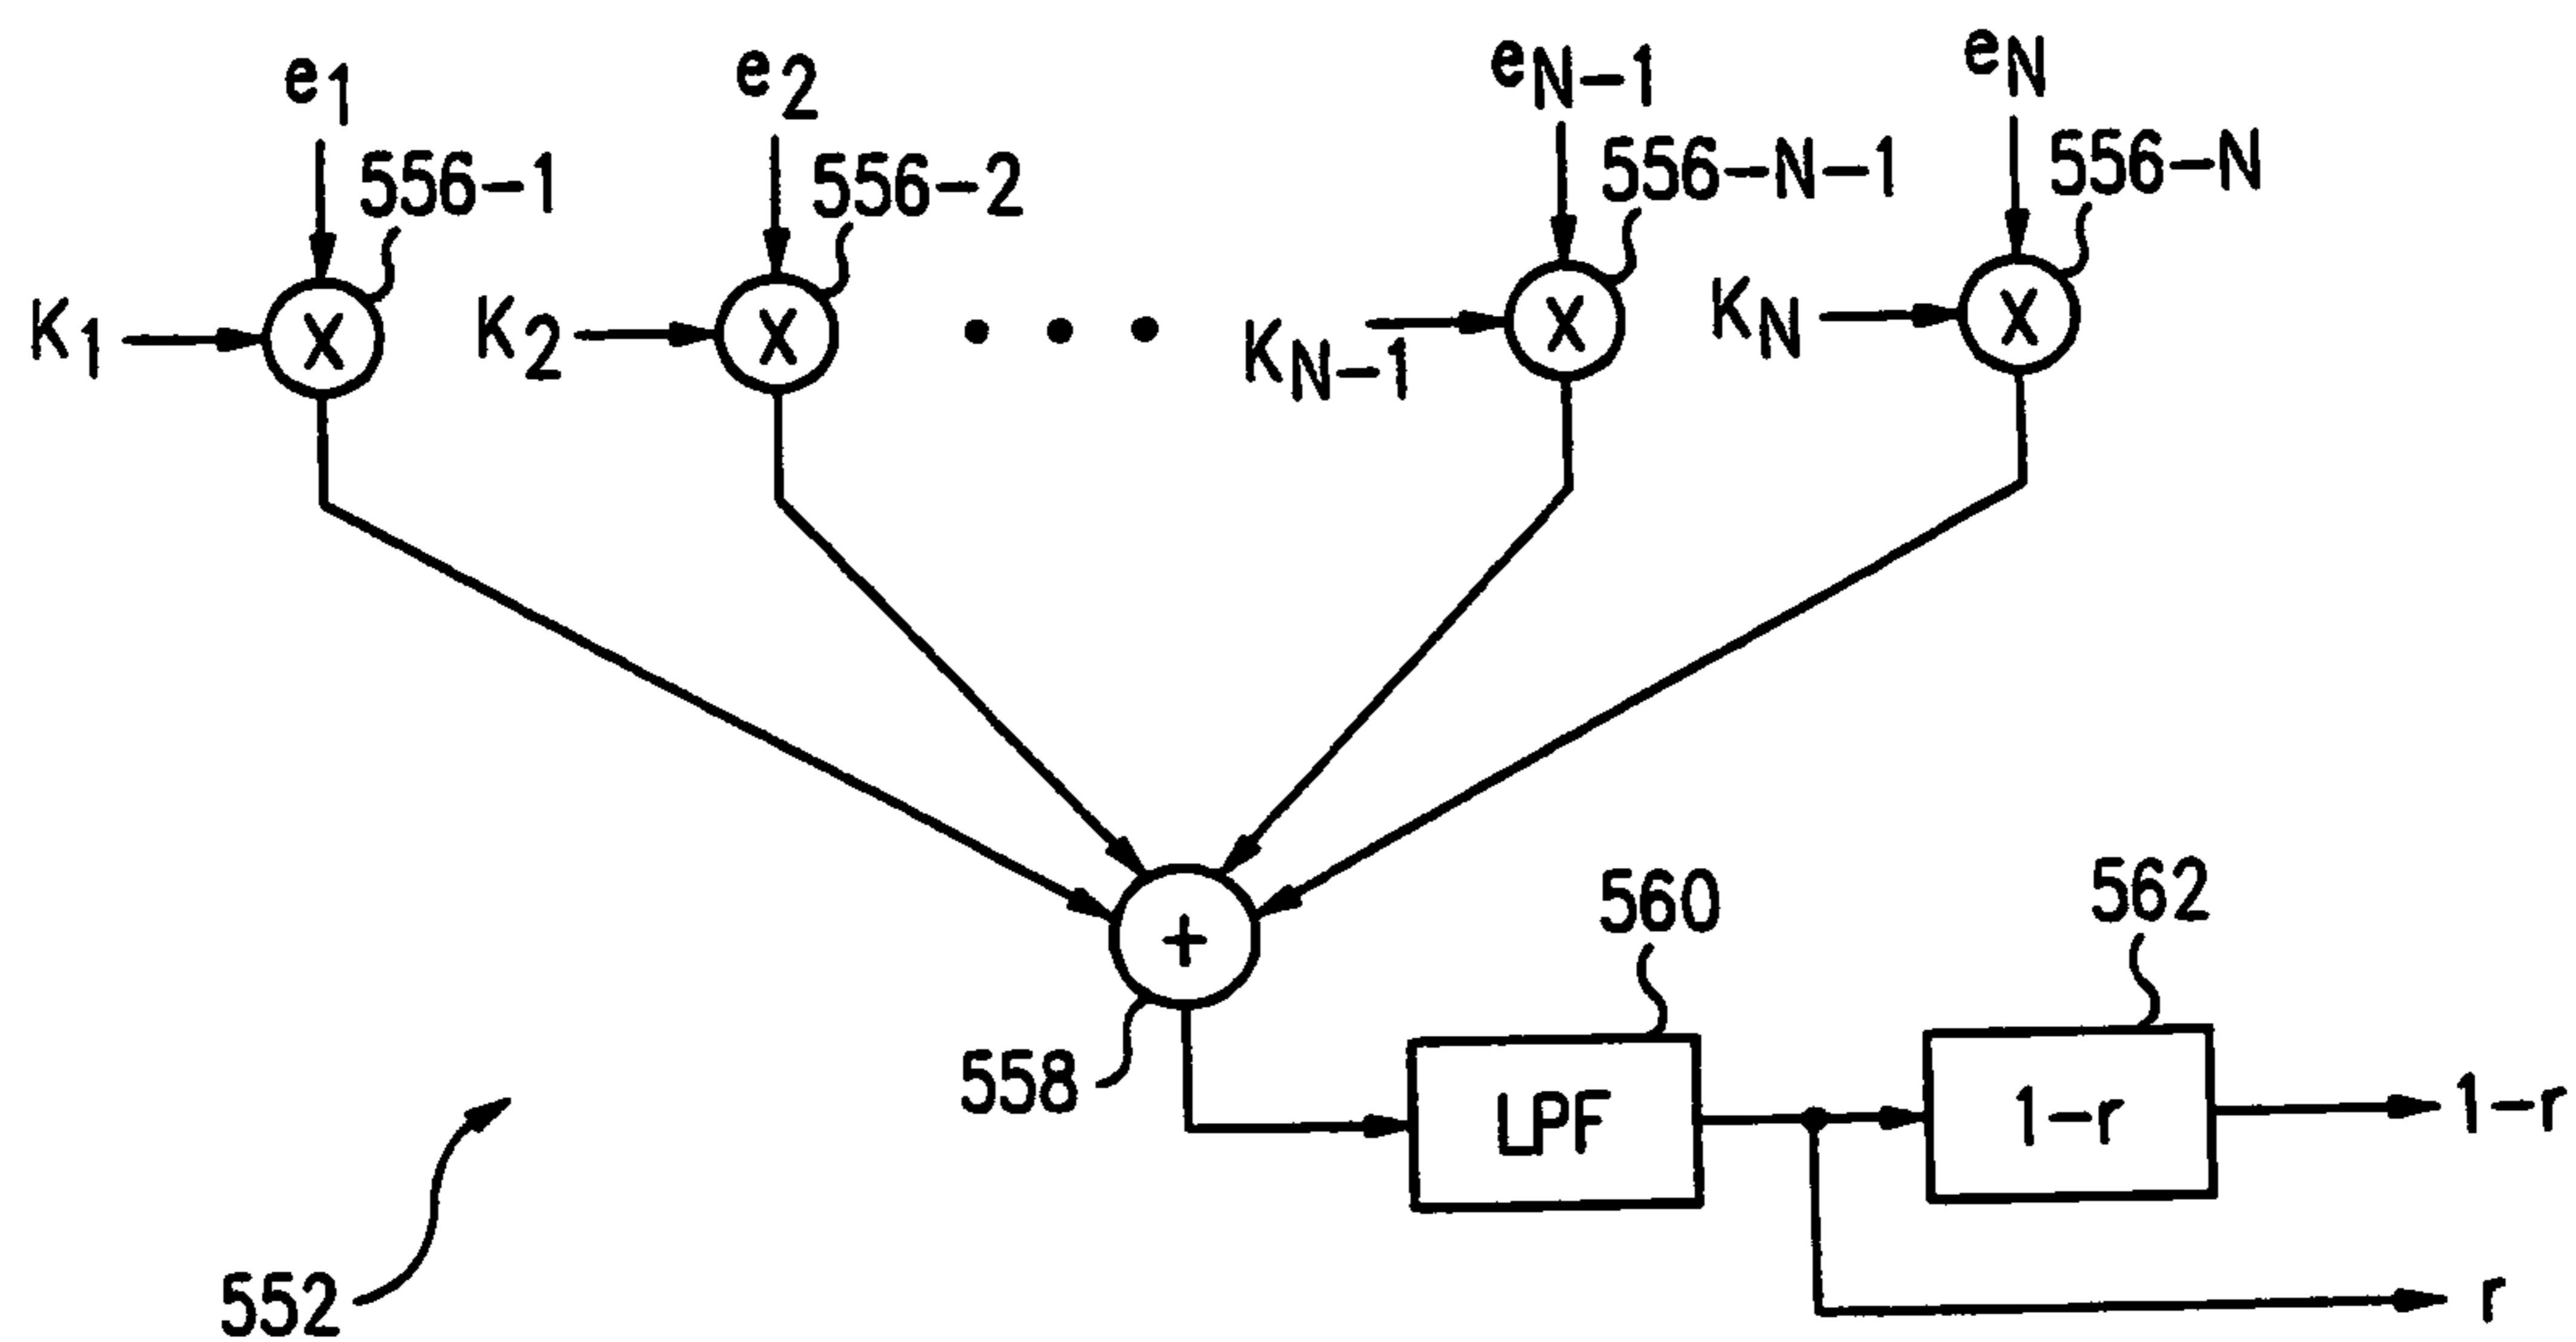 e1 e2 eN-1 eN
556-1 556-2 556-N-1 556-N
K1 X K2 X KN-1 X KN X
+
560 562
558
LPF 1-r 1-r
552
r